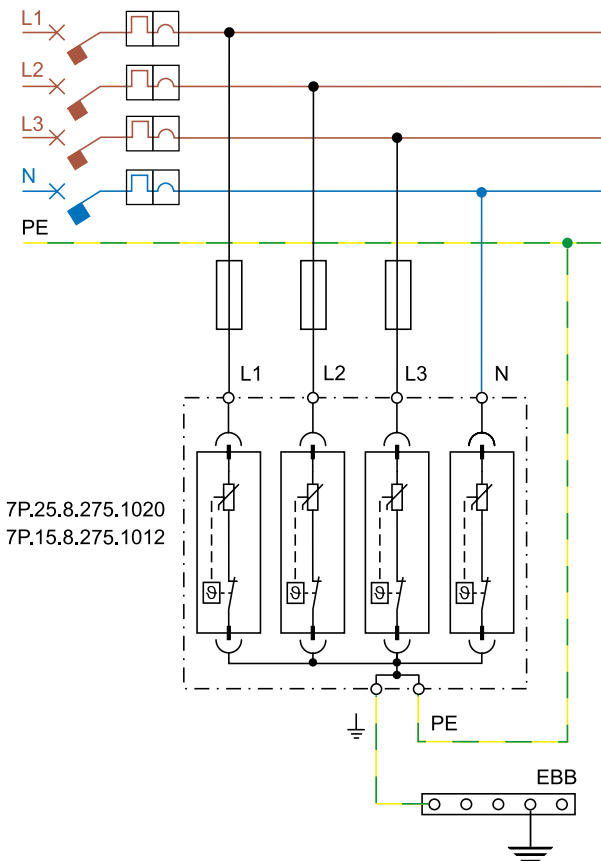 L1
L2
L3
N
PE
L1 L2 L3 N
7P.25.8.275.1020
7P.15.8.275.1012
ϑ ϑ ϑ ϑ
PE
EBB